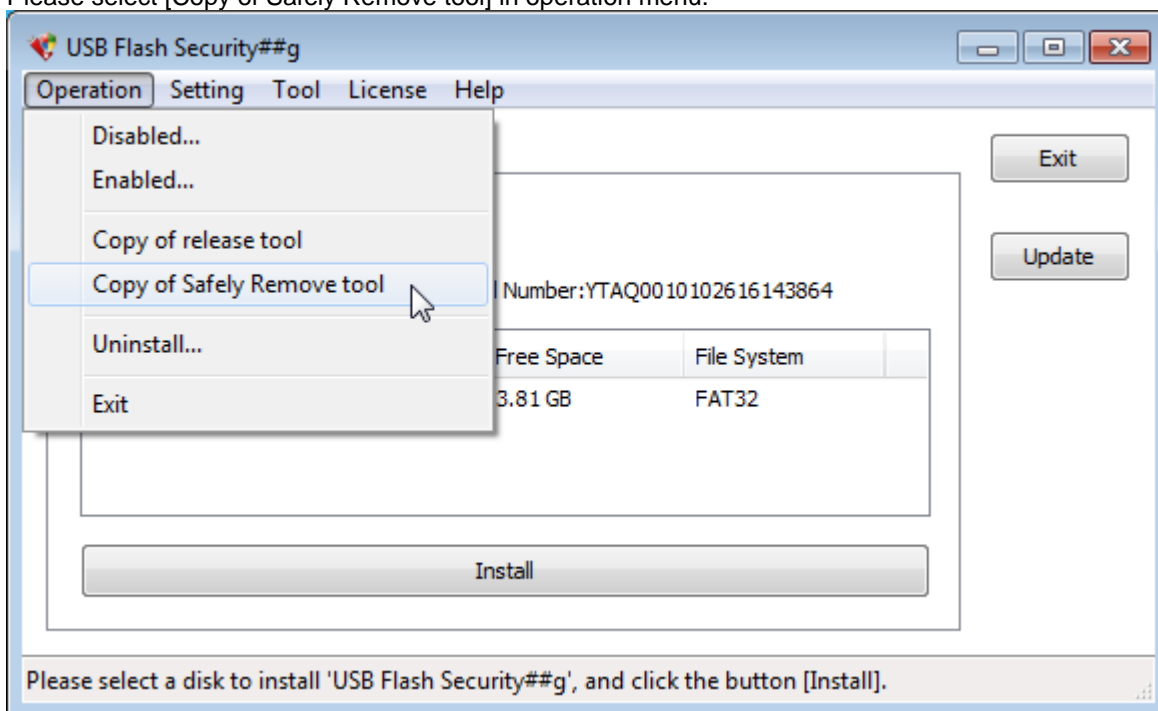 Please select [Copy of Safely Remove tool] in operation menu.
USB Flash Security##g
Operation Setting Tool License Help
Disabled...
Enabled...
Copy of release tool
Copy of Safely Remove tool
Uninstall...
Exit
Exit
Update
Number:YTAQ0010102616143864
Free Space File System
3.81 GB FAT32
Install
Please select a disk to install 'USB Flash Security##g', and click the button [Install].